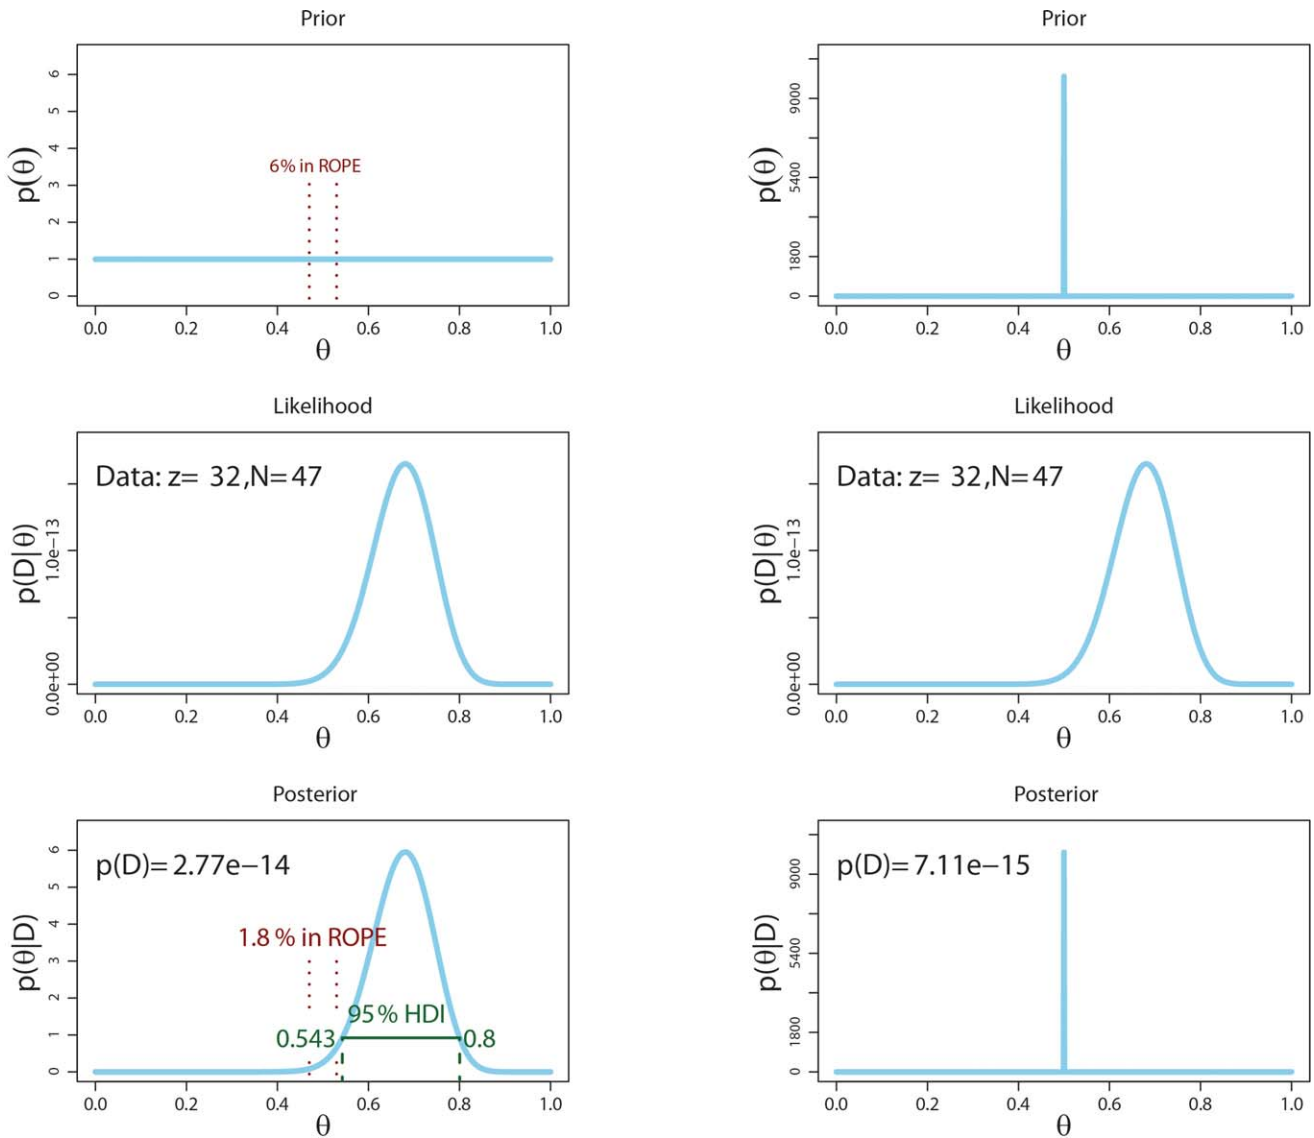 Prior
p(θ)
6
5
4
3
2
1
0
6% in ROPE
0.0 0.2 0.4 0.6 0.8 1.0
θ
Prior
p(θ)
9000
5400
1800
0
0.0 0.2 0.4 0.6 0.8 1.0
θ
Likelihood
p(D|θ)
1.0e−13
0.0e+00
Data: z= 32,N=47
0.0 0.2 0.4 0.6 0.8 1.0
θ
Likelihood
p(D|θ)
1.0e−13
0.0e+00
Data: z= 32,N=47
0.0 0.2 0.4 0.6 0.8 1.0
θ
Posterior
p(θ|D)
6
5
4
3
2
1
0
p(D)=2.77e−14
1.8 % in ROPE
95% HDI
0.543 0.8
0.0 0.2 0.4 0.6 0.8 1.0
θ
Posterior
p(θ|D)
9000
5400
1800
0
p(D)=7.11e−15
0.0 0.2 0.4 0.6 0.8 1.0
θ